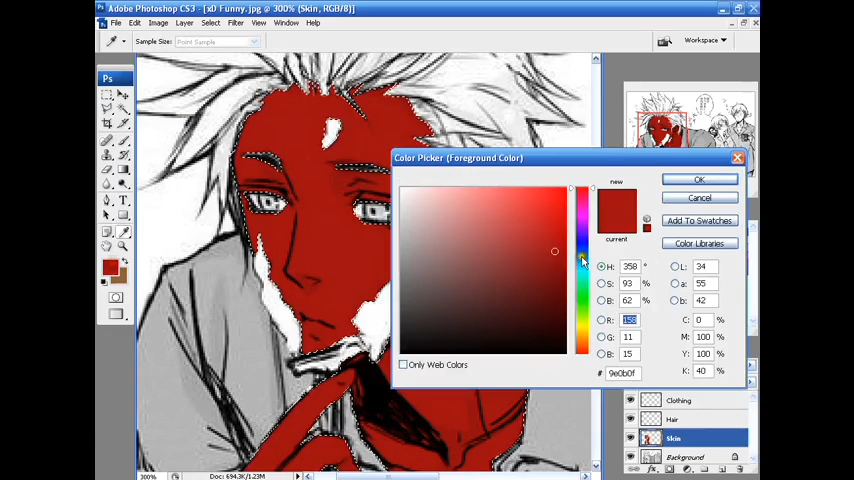 Adobe Photoshop CS3 - [xD Funny.jpg @ 300% (Skin, RGB/8)]
File Edit Image Layer Select Filter View Window Help
Sample Size: Point Sample
Workspace
Ps
Color Picker (Foreground Color)
new
current
OK
Cancel
Add To Swatches
Color Libraries
H: 358 °
L: 34
S: 93 %
a: 55
B: 62 %
b: 42
R: 158
C: 0 %
G: 11
M: 100 %
B: 15
Y: 100 %
# 9e0b0f
K: 40 %
Only Web Colors
Clothing
Hair
Skin
Background
300%
Doc: 694.3K/1.23M